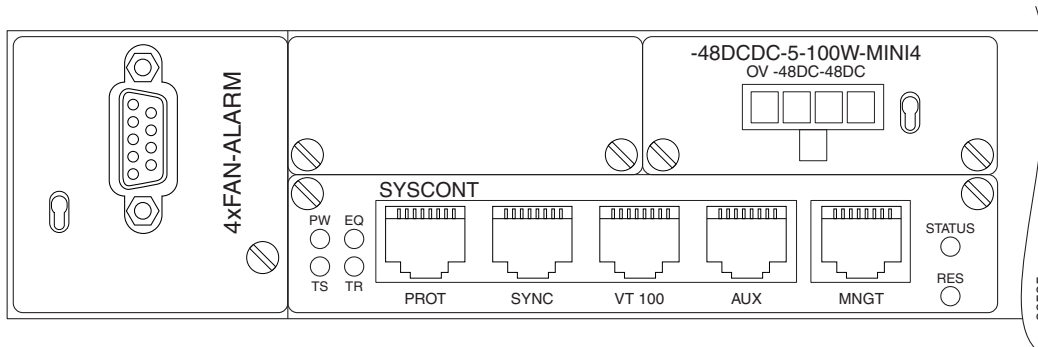 4xFAN-ALARM
-48DCDC-5-100W-MINI4
OV -48DC-48DC
SYSCONT
PW EQ
TS TR
PROT SYNC VT 100 AUX MNGT
STATUS
RES